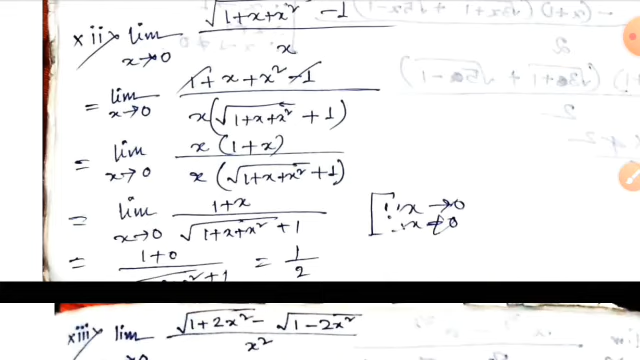 xii> lim x→0 √(1+x+x²) -1 / x
= lim x→0 1+x+x²-1 / x(√(1+x+x²) +1)
= lim x→0 x(1+x) / x(√(1+x+x²) +1)
= lim x→0 1+x / √(1+x+x²) +1 [∵ x→0
∴ x≠0
= 1+0 / +1 = 1/2
xiii> lim √(1+2x²) - √(1-2x²) / x²